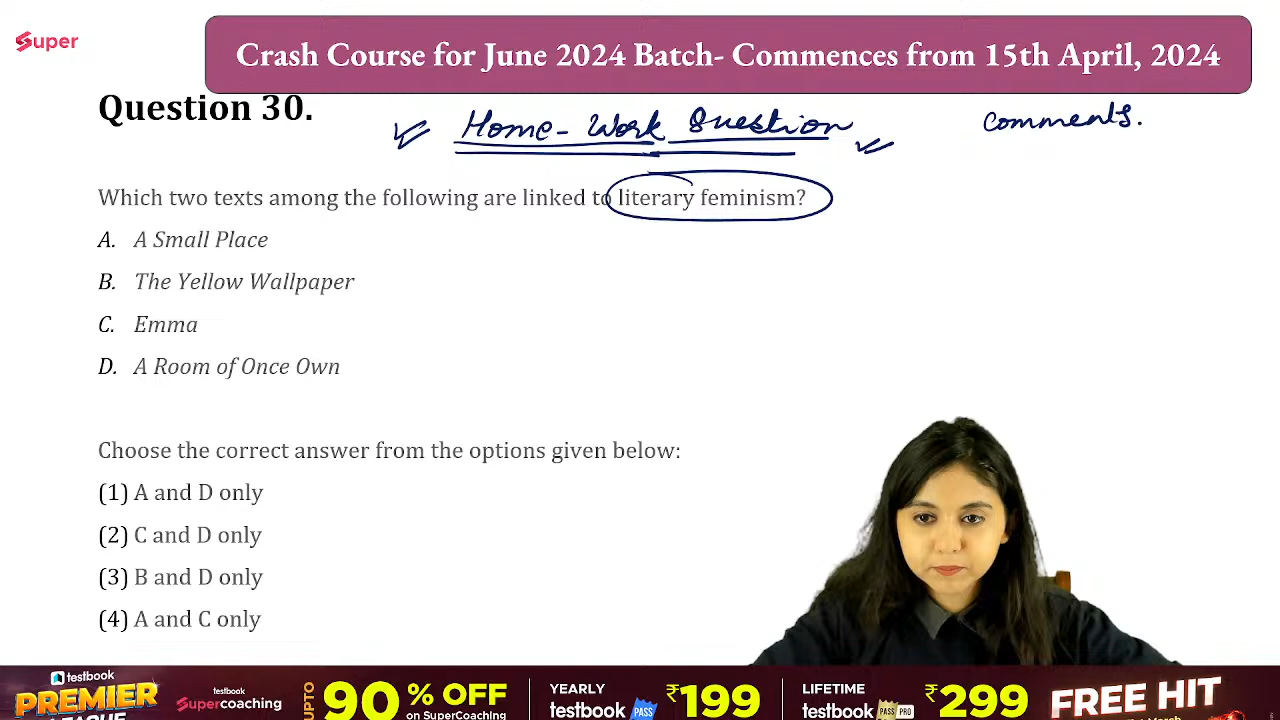 Super
Crash Course for June 2024 Batch- Commences from 15th April, 2024
Question 30.
Home-Work Question
comments.
Which two texts among the following are linked to literary feminism?
A. A Small Place
B. The Yellow Wallpaper
C. Emma
D. A Room of Once Own
Choose the correct answer from the options given below:
(1) A and D only
(2) C and D only
(3) B and D only
(4) A and C only
testbook
PREMIER
LEAGUE
testbook
Supercoaching
UPTO
90% OFF
on SuperCoaching
YEARLY
testbook PASS
₹199
LIFETIME
testbook PASS PRO
₹299
FREE HIT
March